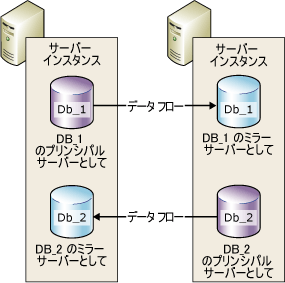 サーバー
インスタンス
Db_1
DB_1
のプリンシパル
サーバーとして
Db_2
DB_2 のミラー
サーバーとして
データ フロー
データ フロー
サーバー
インスタンス
Db_1
DB_1 のミラー
サーバーとして
Db_2
DB_2
のプリンシパル
サーバーとして